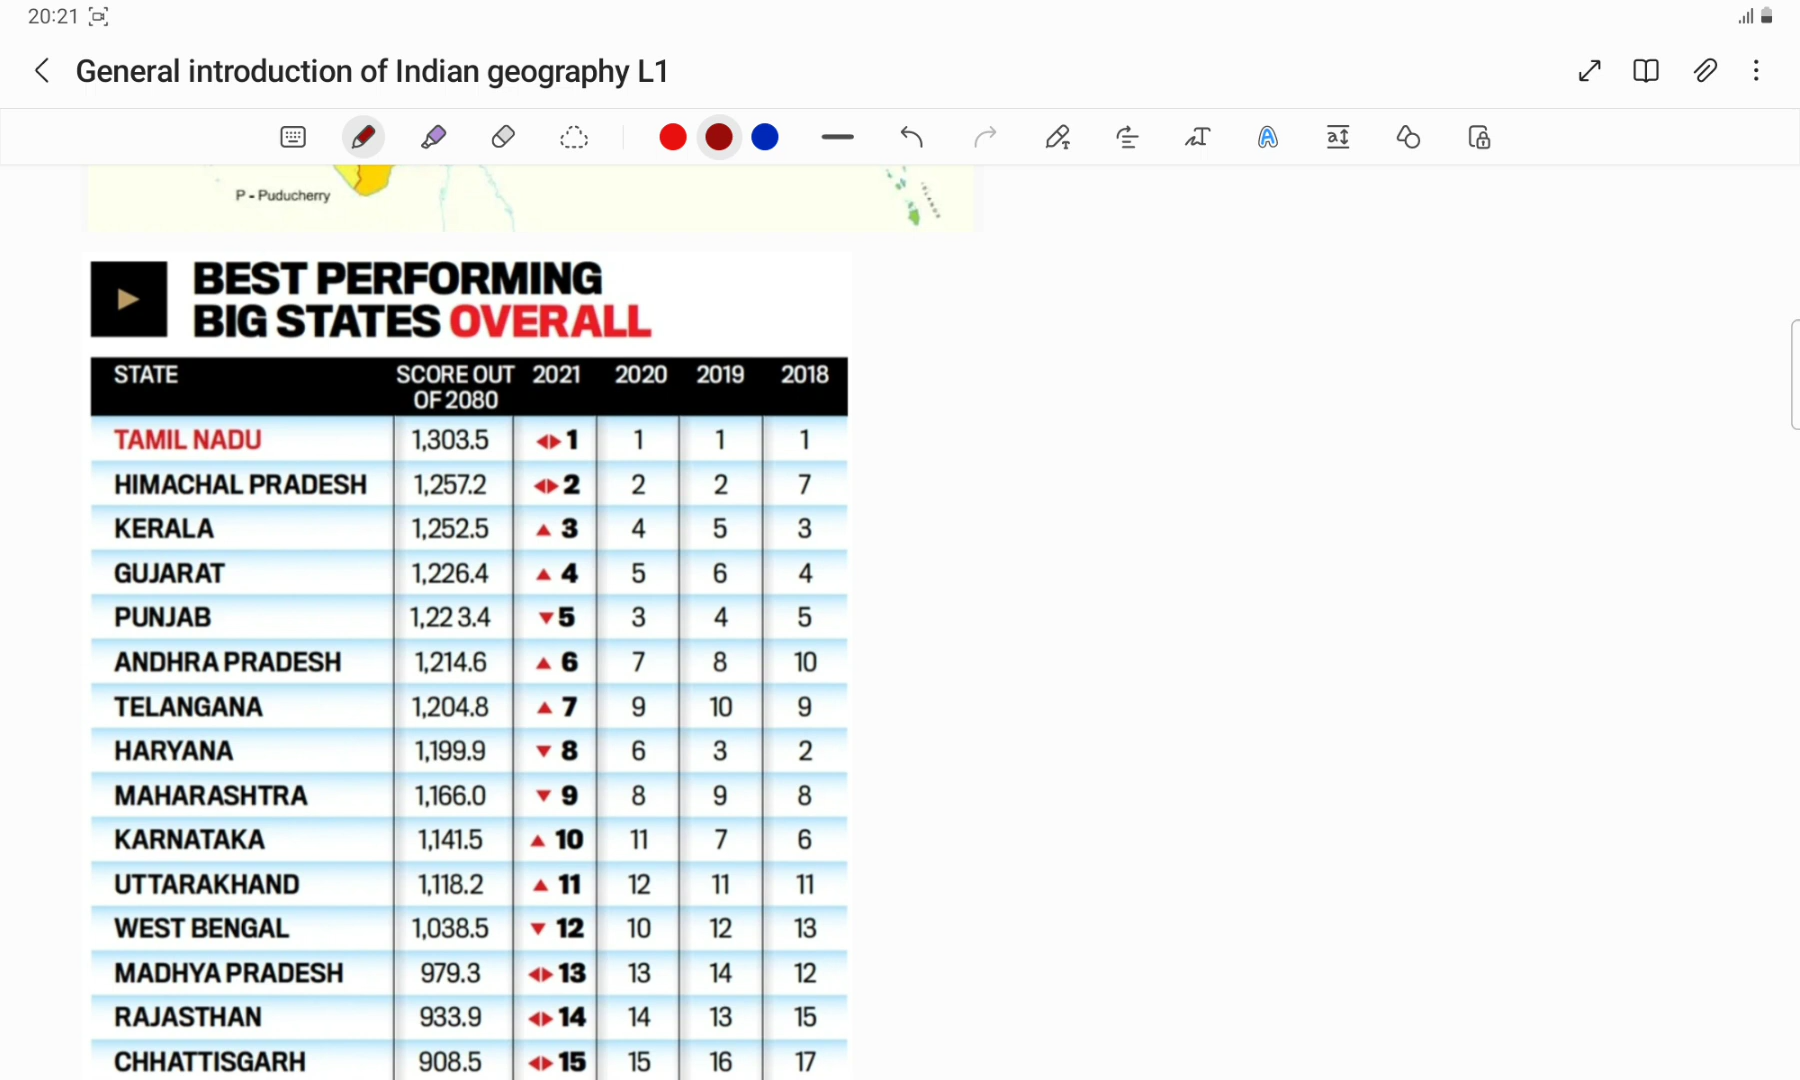 20:21
General introduction of Indian geography L1
P - Puducherry
BEST PERFORMING
BIG STATES OVERALL
STATE SCORE OUT OF 2080 2021 2020 2019 2018
TAMIL NADU 1,303.5 1 1 1 1
HIMACHAL PRADESH 1,257.2 2 2 2 7
KERALA 1,252.5 3 4 5 3
GUJARAT 1,226.4 4 5 6 4
PUNJAB 1,22 3.4 5 3 4 5
ANDHRA PRADESH 1,214.6 6 7 8 10
TELANGANA 1,204.8 7 9 10 9
HARYANA 1,199.9 8 6 3 2
MAHARASHTRA 1,166.0 9 8 9 8
KARNATAKA 1,141.5 10 11 7 6
UTTARAKHAND 1,118.2 11 12 11 11
WEST BENGAL 1,038.5 12 10 12 13
MADHYA PRADESH 979.3 13 13 14 12
RAJASTHAN 933.9 14 14 13 15
CHHATTISGARH 908.5 15 15 16 17